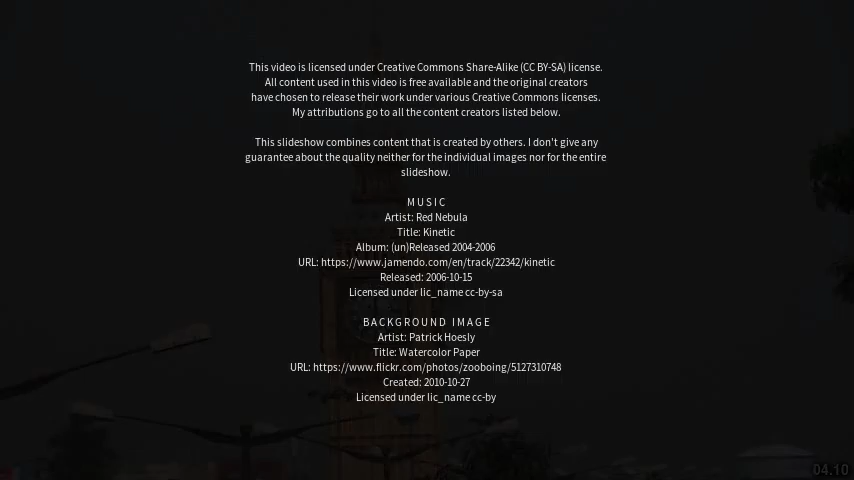 This video is licensed under Creative Commons Share-Alike (CC BY-SA) license.
All content used in this video is free available and the original creators
have chosen to release their work under various Creative Commons licenses.
My attributions go to all the content creators listed below.
This slideshow combines content that is created by others. I don't give any
guarantee about the quality neither for the individual images nor for the entire
slideshow.
MUSIC
Artist: Red Nebula
Title: Kinetic
Album: (un)Released 2004-2006
URL: https://www.jamendo.com/en/track/22342/kinetic
Released: 2006-10-15
Licensed under lic_name cc-by-sa
BACKGROUND IMAGE
Artist: Patrick Hoesly
Title: Watercolor Paper
URL: https://www.flickr.com/photos/zooboing/5127310748
Created: 2010-10-27
Licensed under lic_name cc-by
04.10